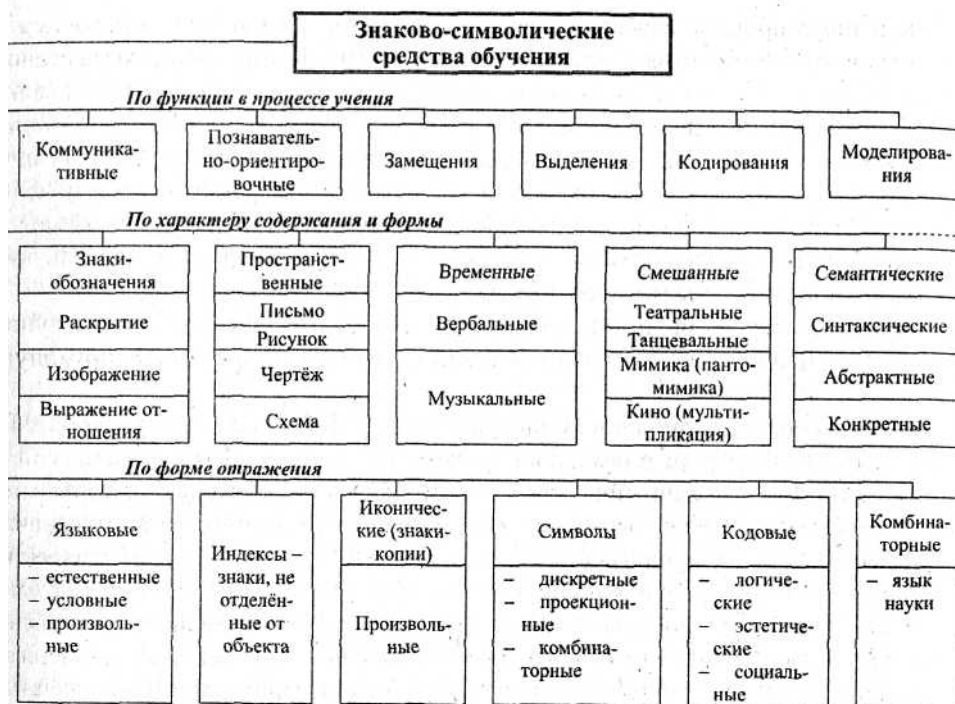 Знаково-символические
средства обучения
По функции в процессе учения
Коммуника-
тивные
Познаватель-
но-ориентиро-
вочные
Замещения
Выделения
Кодирования
Моделирова-
ния
По характеру содержания и формы
Знаки-
обозначения
Раскрытие
Изображение
Выражение от-
ношения
Пространст-
венные
Письмо
Рисунок
Чертёж
Схема
Временные
Вербальные
Музыкальные
Смешанные
Театральные
Танцевальные
Мимика (панто-
мимика)
Кино (мульти-
пликация)
Семантические
Синтаксические
Абстрактные
Конкретные
По форме отражения
Языковые
– естественные
– условные
– произволь-
ные
Индексы –
знаки, не
отделён-
ные от
объекта
Иконичес-
кие (знаки-
копии)
Произволь-
ные
Символы
– дискретные
– проекцион-
ные
– комбина-
торные
Кодовые
– логиче-
ские
– эстетиче-
ские
– социаль-
ные
Комбина-
торные
– язык
науки